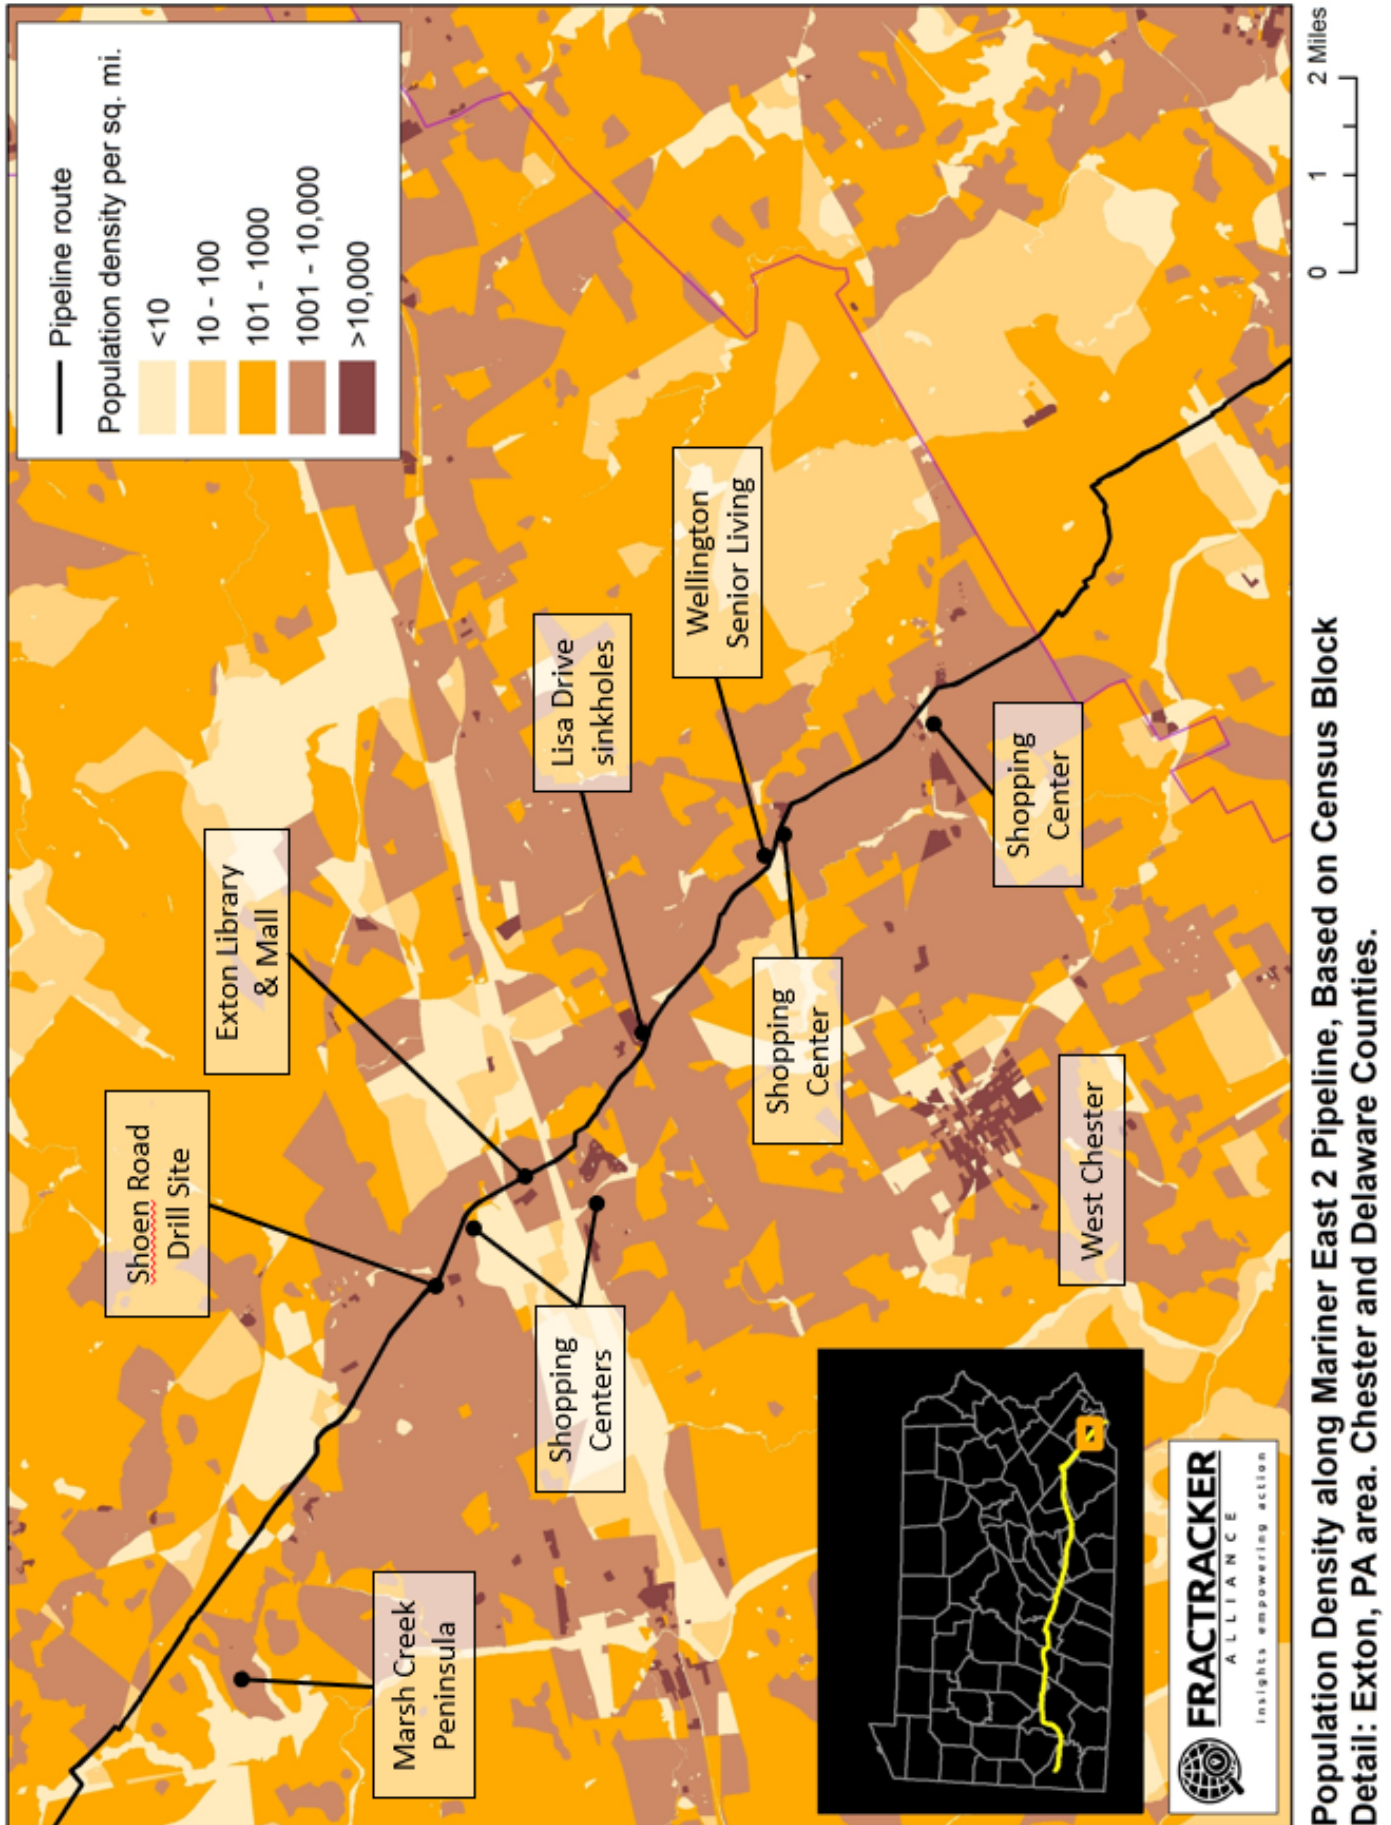 Pipeline route
Population density per sq. mi.
<10
10 - 100
101 - 1000
1001 - 10,000
>10,000
Shoen Road
Drill Site
Exton Library
& Mall
Lisa Drive
sinkholes
Wellington
Senior Living
Marsh Creek
Peninsula
Shopping
Centers
Shopping
Center
Shopping
Center
West Chester
FRACTRACKER
ALLIANCE
insights empowering action
0 1 2 Miles
Population Density along Mariner East 2 Pipeline, Based on Census Block
Detail: Exton, PA area. Chester and Delaware Counties.